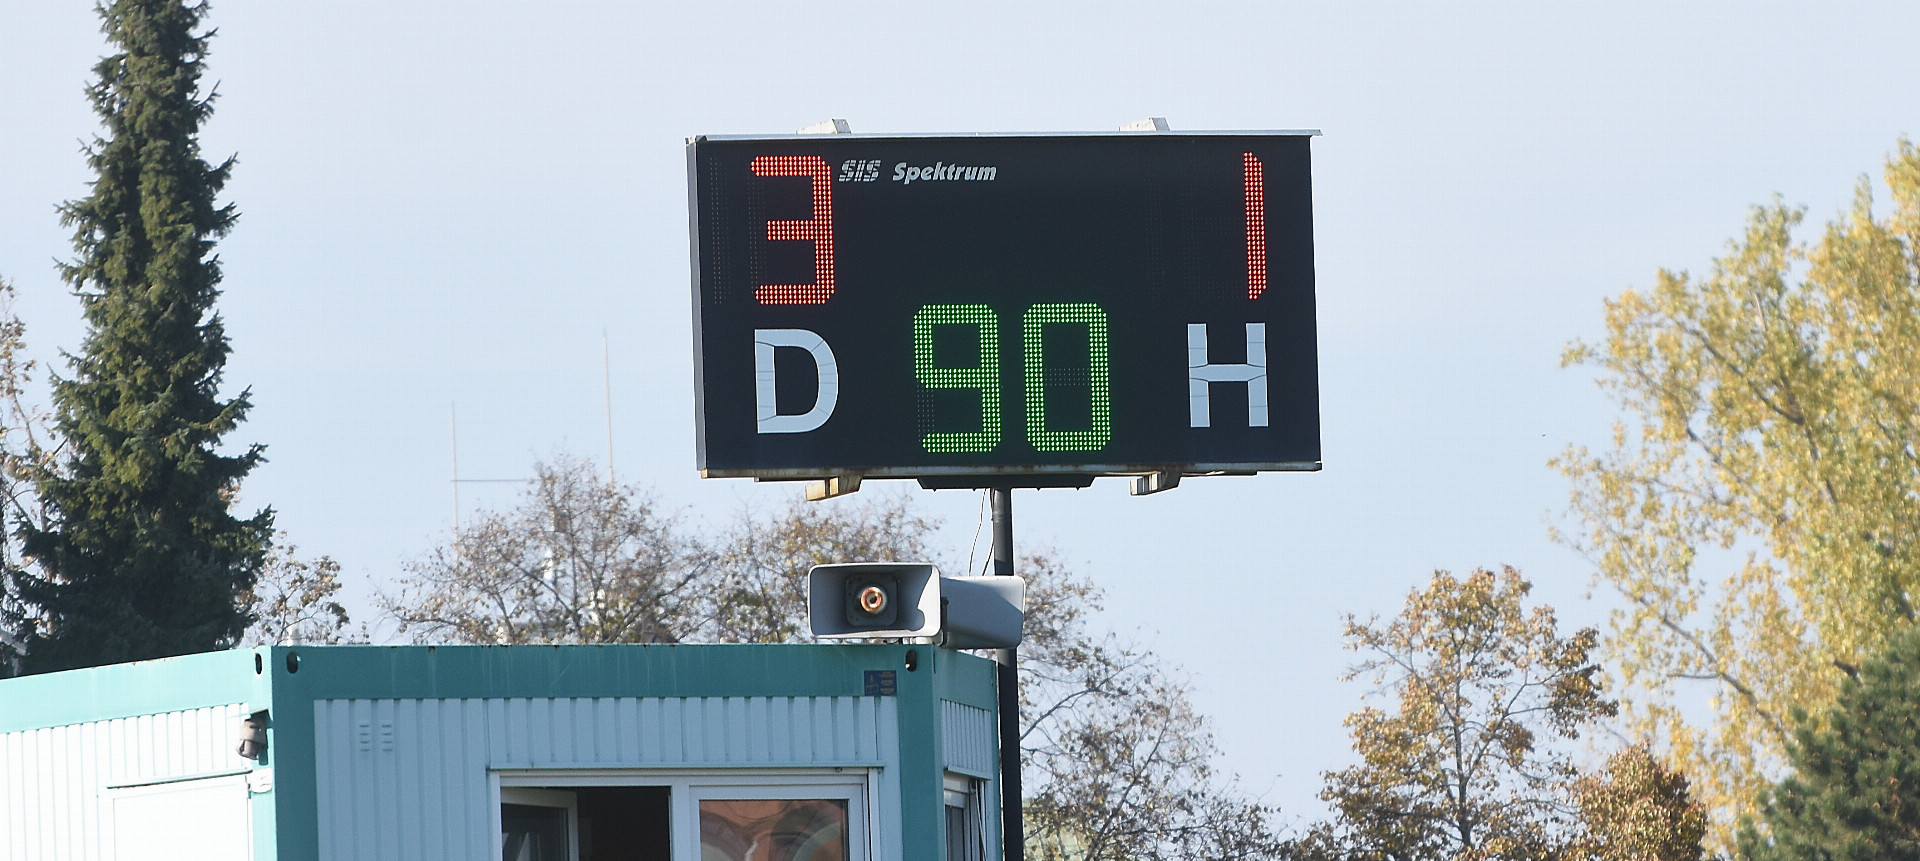 3 SIS Spektrum 1
D 90 H